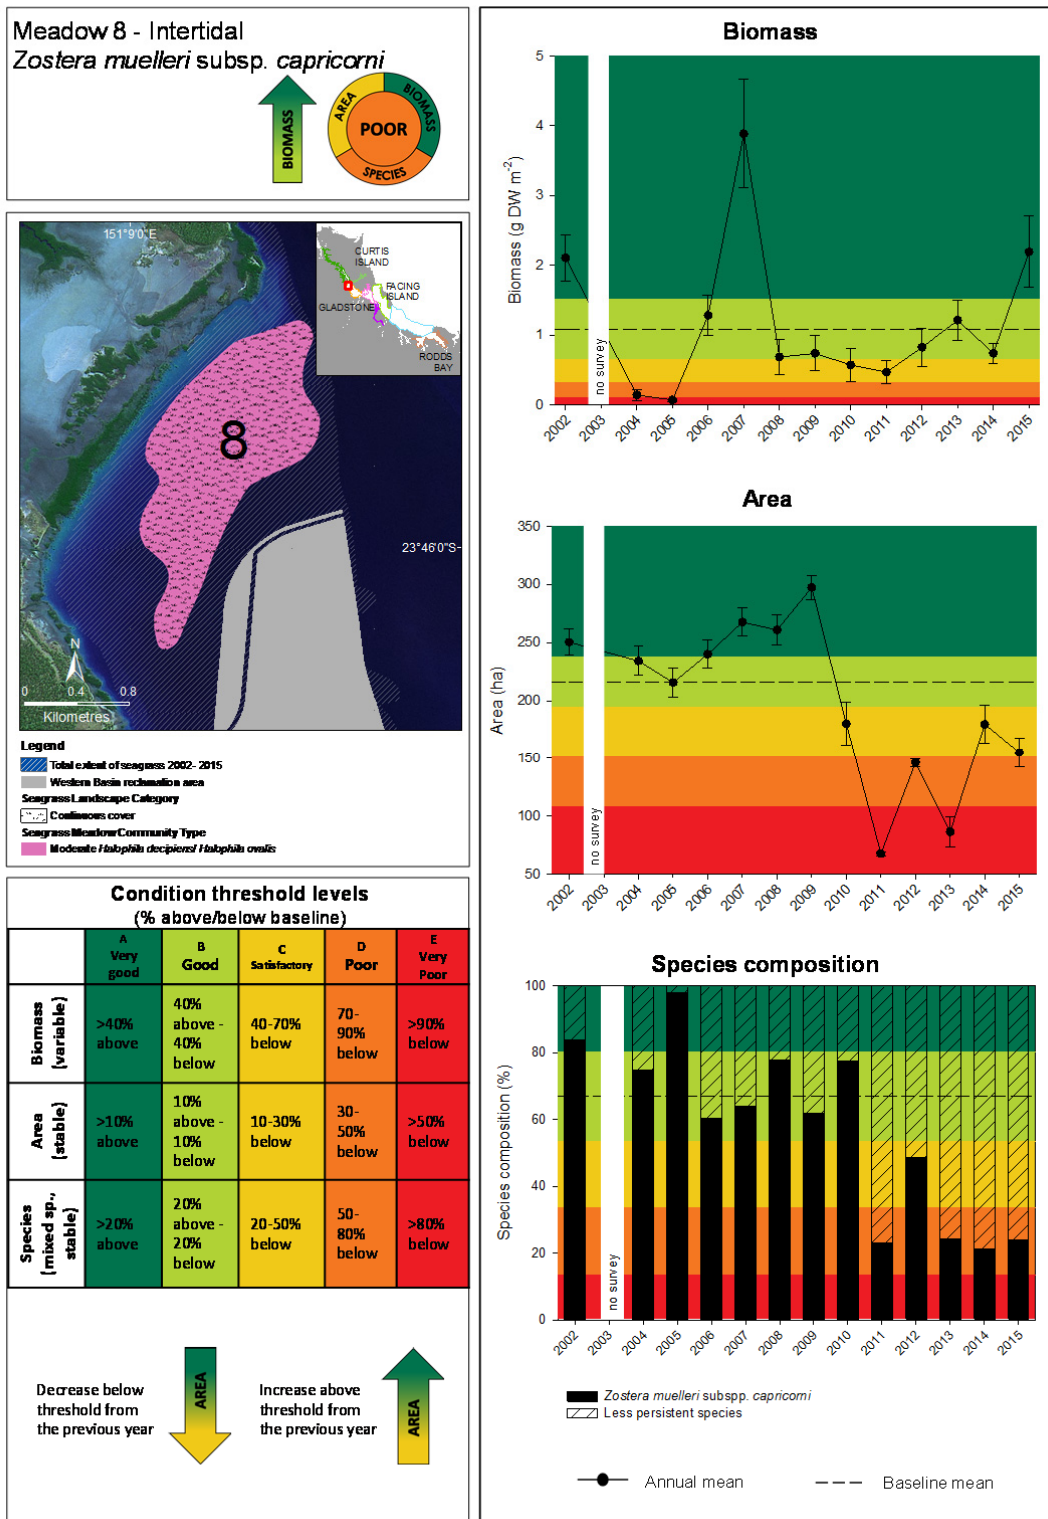 Meadow 8 - Intertidal
Zostera muelleri subsp. capricorni
BIOMASS
AREA
BIOMASS
POOR
SPECIES
151°9'0"E
CURTIS
ISLAND
FACING
ISLAND
GLADSTONE
RODDS
BAY
8
23°46'0"S
N
0 0.4 0.8
Kilometres
Legend
Total extent of seagrass 2002- 2015
Western Basin reclamation area
Seagrass Landscape Category
Continuous cover
Seagrass Meadow Community Type
Moderate Halophila decipiens/ Halophila ovalis
Condition threshold levels
(% above/below baseline)
A
Very
good
B
Good
C
Satisfactory
D
Poor
E
Very
Poor
Biomass
(variable)
>40%
above
40%
above -
40%
below
40-70%
below
70-
90%
below
>90%
below
Area
(stable)
>10%
above
10%
above -
10%
below
10-30%
below
30-
50%
below
>50%
below
Species
(mixed sp.,
stable)
>20%
above
20%
above -
20%
below
20-50%
below
50-
80%
below
>80%
below
Decrease below
threshold from
the previous year
AREA
Increase above
threshold from
the previous year
AREA
Biomass
Biomass (g DW m-2)
5
4
3
2
1
0
no survey
2002 2003 2004 2005 2006 2007 2008 2009 2010 2011 2012 2013 2014 2015
Area
Area (ha)
350
300
250
200
150
100
50
no survey
2002 2003 2004 2005 2006 2007 2008 2009 2010 2011 2012 2013 2014 2015
Species composition
Species composition (%)
100
80
60
40
20
0
no survey
2002 2003 2004 2005 2006 2007 2008 2009 2010 2011 2012 2013 2014 2015
Zostera muelleri subspp. capricorni
Less persistent species
Annual mean
Baseline mean